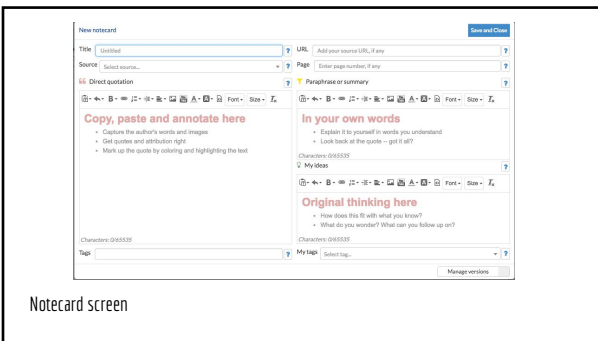 New notecard
Save and Close
Title Untitled ?
URL Add your source URL, if any ?
Source Select source... ?
Page Enter page number, if any ?
Direct quotation ?
Paraphrase or summary ?
B Font Size Tx
B Font Size Tx
Copy, paste and annotate here
Capture the author's words and images
Get quotes and attribution right
Mark up the quote by coloring and highlighting the text
In your own words
Explain it to yourself in words you understand
Look back at the quote -- got it all?
Characters: 0/65535
My ideas ?
B Font Size Tx
Original thinking here
How does this fit with what you know?
What do you wonder? What can you follow up on?
Characters: 0/65535
Characters: 0/65535
Tags ?
My tags Select tag... ?
Manage versions
Notecard screen